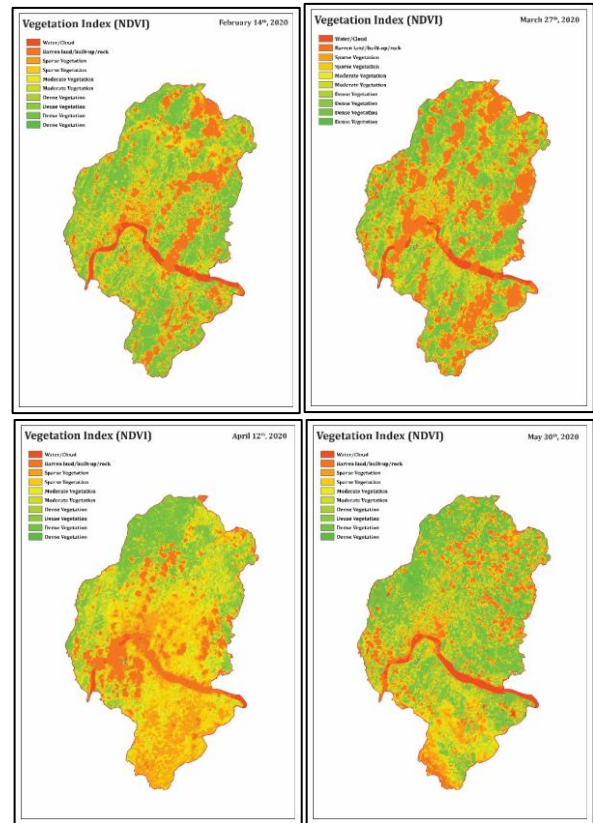 Vegetation Index (NDVI)
February 14th, 2020
Water/Cloud
Barren land/built-up/rock
Sparse Vegetation
Sparse Vegetation
Moderate Vegetation
Moderate Vegetation
Dense Vegetation
Dense Vegetation
Dense Vegetation
Dense Vegetation
Vegetation Index (NDVI)
March 27th, 2020
Water/Cloud
Barren land/built-up/rock
Sparse Vegetation
Sparse Vegetation
Moderate Vegetation
Moderate Vegetation
Dense Vegetation
Dense Vegetation
Dense Vegetation
Dense Vegetation
Vegetation Index (NDVI)
April 12th, 2020
Water/Cloud
Barren land/built-up/rock
Sparse Vegetation
Sparse Vegetation
Moderate Vegetation
Moderate Vegetation
Dense Vegetation
Dense Vegetation
Dense Vegetation
Dense Vegetation
Vegetation Index (NDVI)
May 30th, 2020
Water/Cloud
Barren land/built-up/rock
Sparse Vegetation
Sparse Vegetation
Moderate Vegetation
Moderate Vegetation
Dense Vegetation
Dense Vegetation
Dense Vegetation
Dense Vegetation